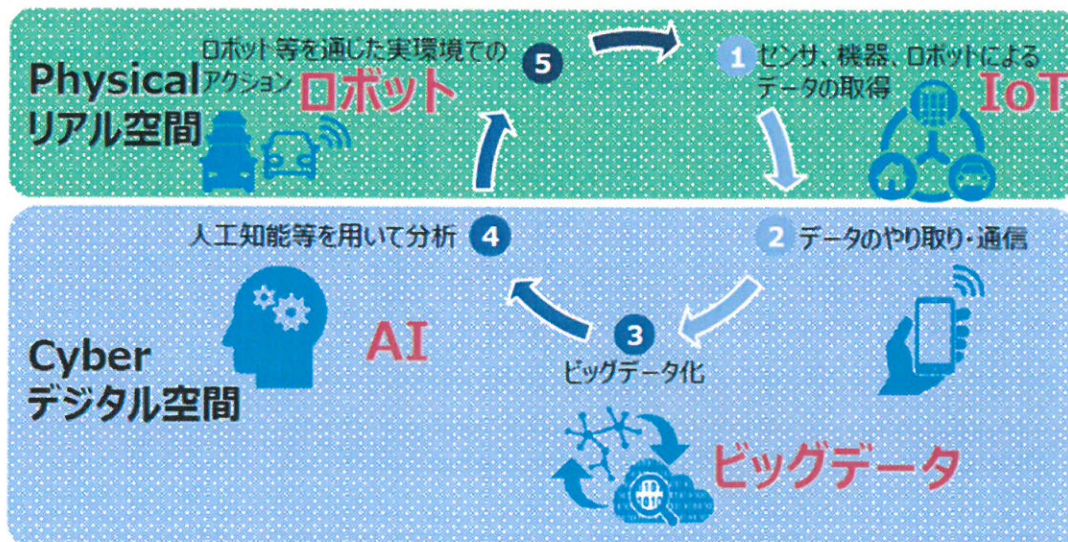 Physical
リアル空間
ロボット等を通じた実環境での
アクション
ロボット
5
1
センサ、機器、ロボットによる
データの取得
IoT
人工知能等を用いて分析
4
2
データのやり取り・通信
AI
3
ビッグデータ化
Cyber
デジタル空間
ビッグデータ